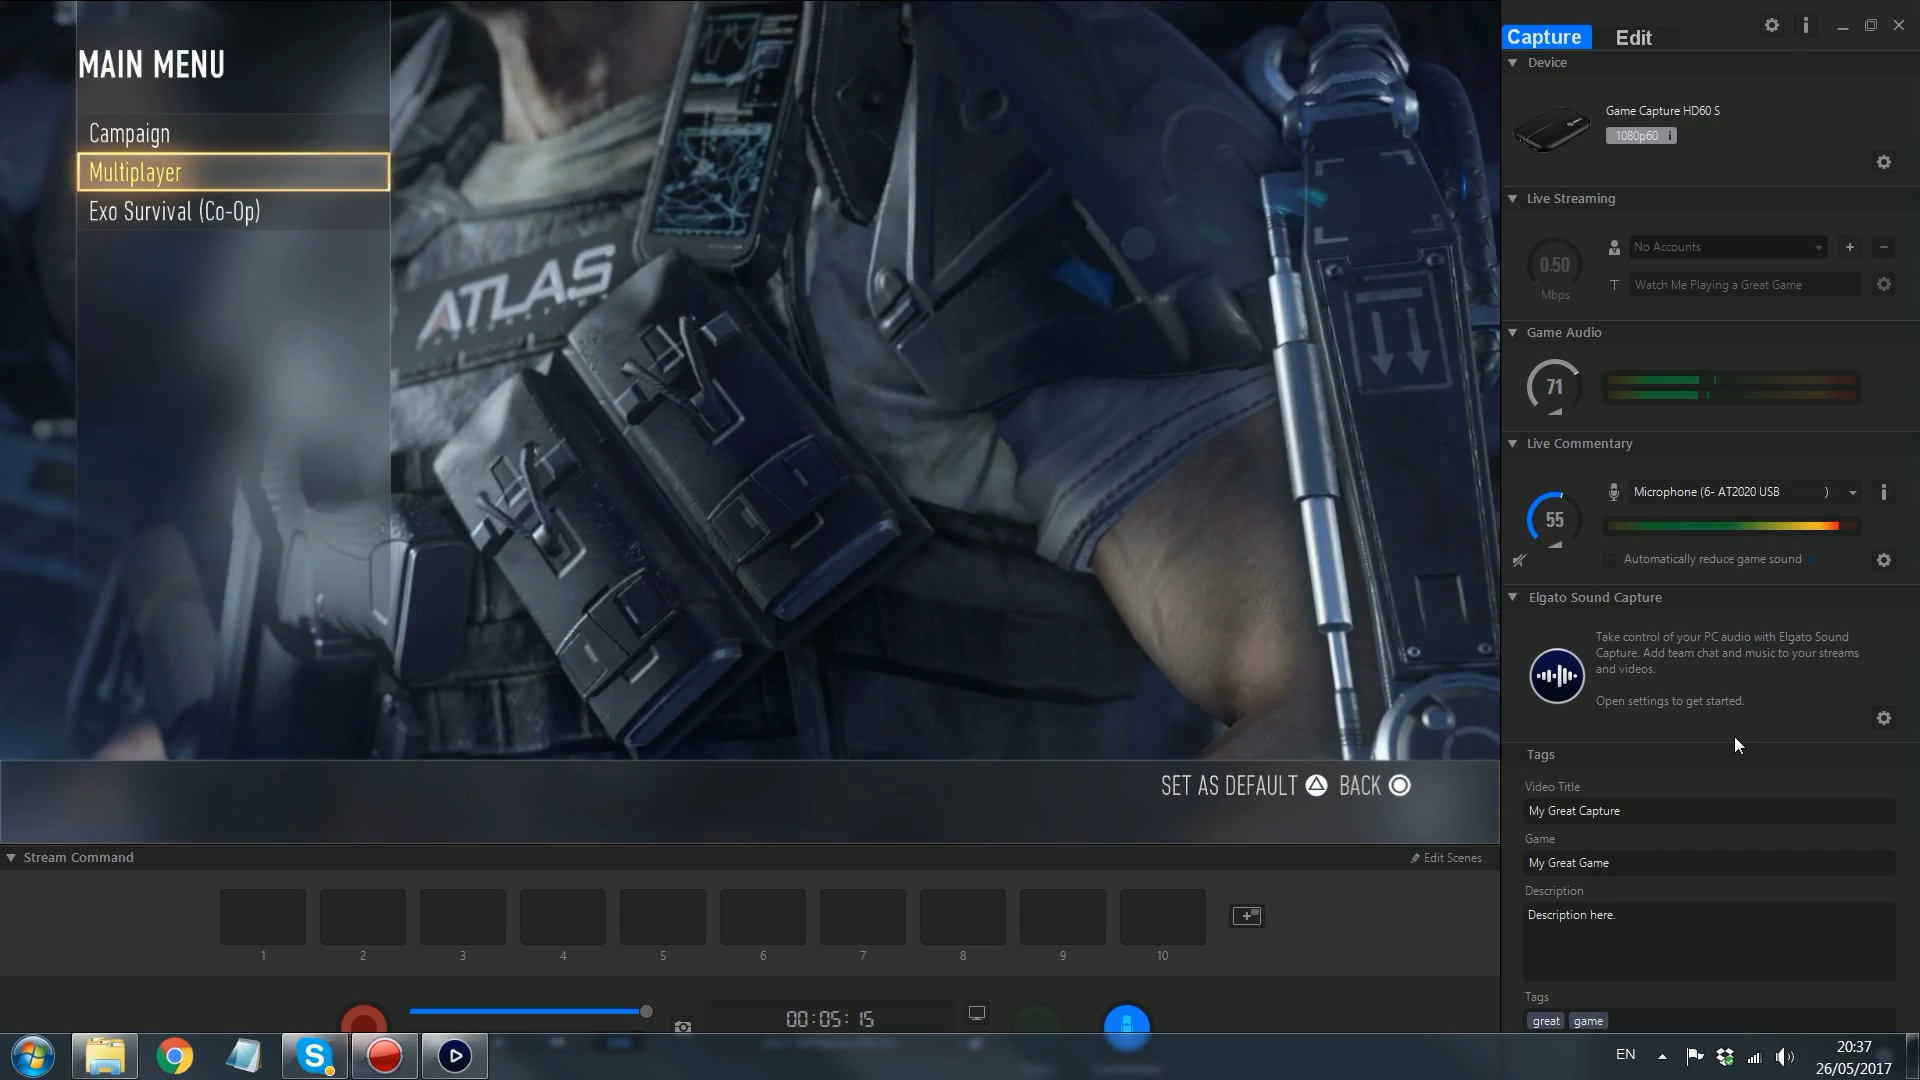 MAIN MENU
Campaign
Multiplayer
Exo Survival (Co-Op)
ATLAS
SET AS DEFAULT BACK
Stream Command
Edit Scenes
1 2 3 4 5 6 7 8 9 10
00:05:15
Capture Edit
Device
Game Capture HD60 S
1080p60 i
Live Streaming
0.50
Mbps
No Accounts
T Watch Me Playing a Great Game
Game Audio
71
Live Commentary
Microphone (6- AT2020 USB )
55
Automatically reduce game sound
Elgato Sound Capture
Take control of your PC audio with Elgato Sound
Capture. Add team chat and music to your streams
and videos.
Open settings to get started.
Tags
Video Title
My Great Capture
Game
My Great Game
Description
Description here.
Tags
great game
EN
20:37
26/05/2017